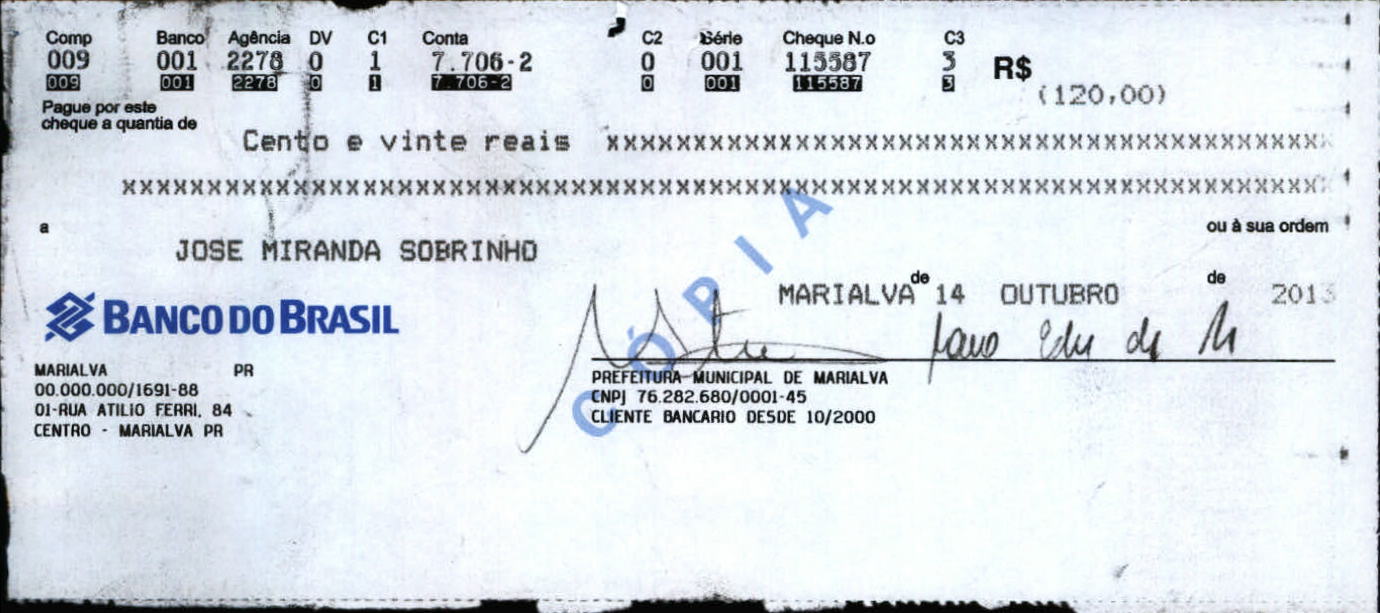 Comp Banco Agência DV C1 Conta C2 Série Cheque N.o C3
009 001 2278 0 1 7.706-2 0 001 115587 3 R$
009 001 2278 0 1 7.706-2 0 001 115587 3 (120,00)
Pague por este
cheque a quantia de
Cento e vinte reais xxxxxxxxxxxxxxxxxxxxxxxxxxxxxxxxxxxxxxxxxx
xxxxxxxxxxxxxxxxxxxxxxxxxxxxxxxxxxxxxxxxxxxxxxxxxxxxxxxxxxxxxxxxxxxxxx
a ou à sua ordem
JOSE MIRANDA SOBRINHO
CÓPIA
MARIALVA de 14 OUTUBRO de 2013
BANCO DO BRASIL
MARIALVA PR
00.000.000/1691-88
01-RUA ATILIO FERRI, 84
CENTRO - MARIALVA PR
PREFEITURA MUNICIPAL DE MARIALVA
CNPJ 76.282.680/0001-45
CLIENTE BANCARIO DESDE 10/2000